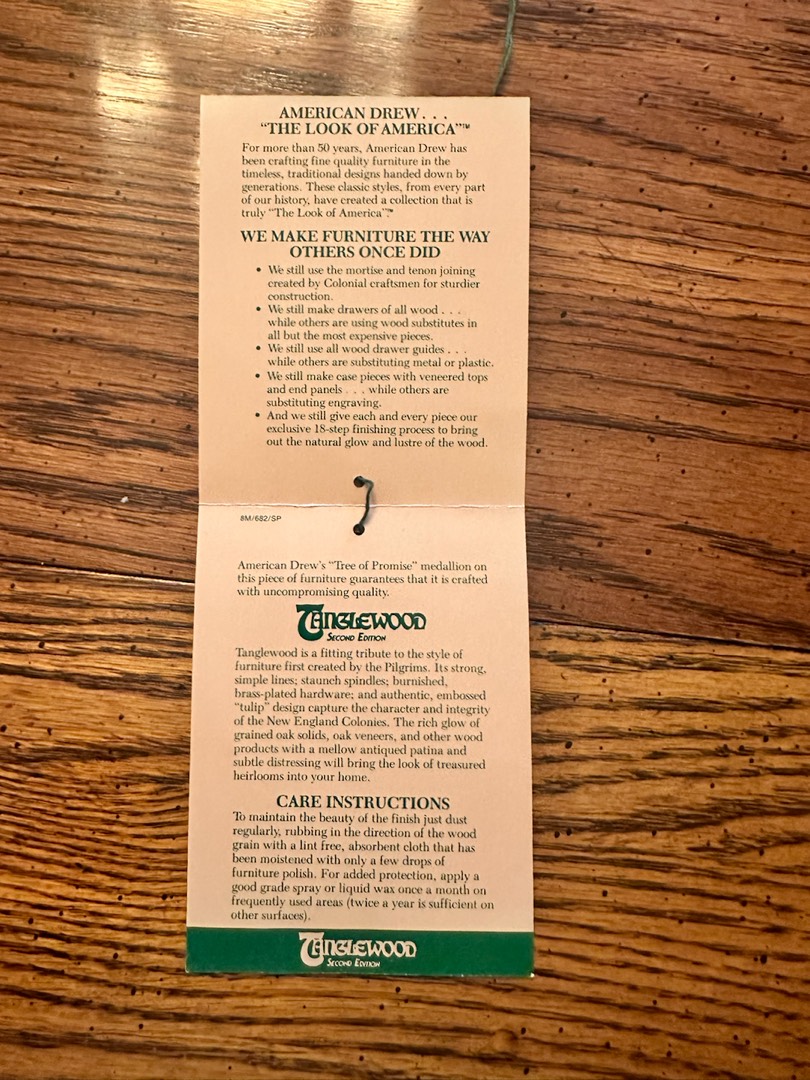 AMERICAN DREW. . .
“THE LOOK OF AMERICA”™
For more than 50 years, American Drew has
been crafting fine quality furniture in the
timeless, traditional designs handed down by
generations. These classic styles, from every part
of our history, have created a collection that is
truly “The Look of America”™.
WE MAKE FURNITURE THE WAY
OTHERS ONCE DID
• We still use the mortise and tenon joining
created by Colonial craftsmen for sturdier
construction.
• We still make drawers of all wood . . .
while others are using wood substitutes in
all but the most expensive pieces.
• We still use all wood drawer guides . . .
while others are substituting metal or plastic.
• We still make case pieces with veneered tops
and end panels . . . while others are
substituting engraving.
• And we still give each and every piece our
exclusive 18-step finishing process to bring
out the natural glow and lustre of the wood.
8M/682/SP
American Drew’s “Tree of Promise” medallion on
this piece of furniture guarantees that it is crafted
with uncompromising quality.
TANGLEWOOD
SECOND EDITION
Tanglewood is a fitting tribute to the style of
furniture first created by the Pilgrims. Its strong,
simple lines; staunch spindles; burnished,
brass-plated hardware; and authentic, embossed
“tulip” design capture the character and integrity
of the New England Colonies. The rich glow of
grained oak solids, oak veneers, and other wood
products with a mellow antiqued patina and
subtle distressing will bring the look of treasured
heirlooms into your home.
CARE INSTRUCTIONS
To maintain the beauty of the finish just dust
regularly, rubbing in the direction of the wood
grain with a lint free, absorbent cloth that has
been moistened with only a few drops of
furniture polish. For added protection, apply a
good grade spray or liquid wax once a month on
frequently used areas (twice a year is sufficient on
other surfaces).
TANGLEWOOD
SECOND EDITION